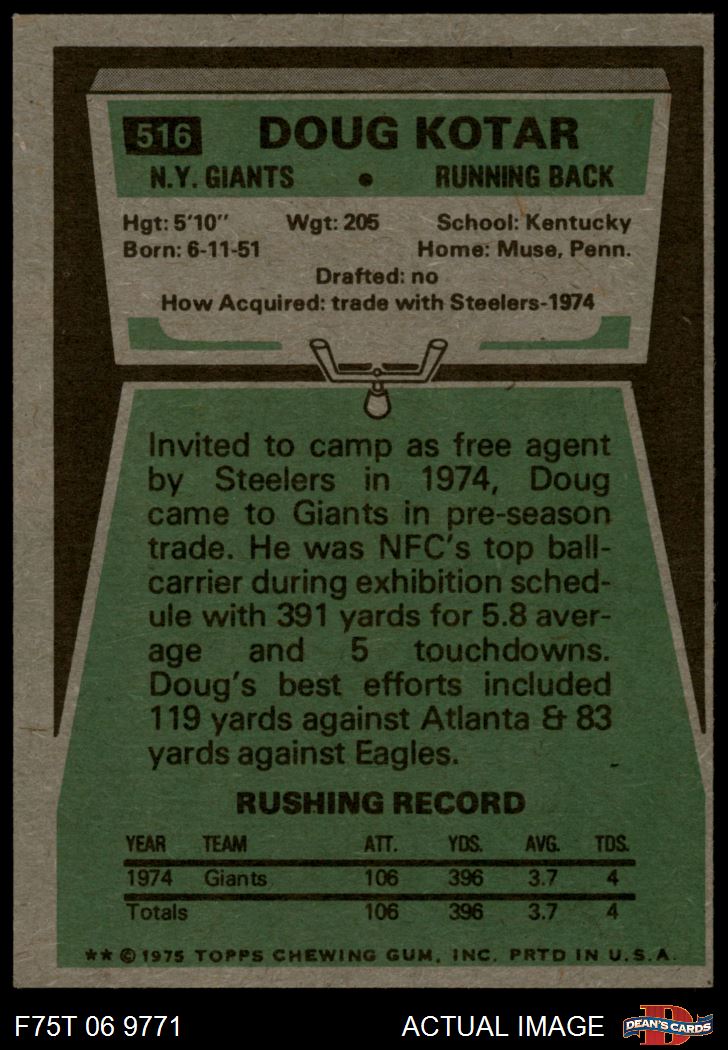 516 DOUG KOTAR
N.Y. GIANTS • RUNNING BACK
Hgt: 5'10" Wgt: 205 School: Kentucky
Born: 6-11-51 Home: Muse, Penn.
Drafted: no
How Acquired: trade with Steelers-1974
Invited to camp as free agent
by Steelers in 1974, Doug
came to Giants in pre-season
trade. He was NFC's top ball-
carrier during exhibition sched-
ule with 391 yards for 5.8 aver-
age and 5 touchdowns.
Doug's best efforts included
119 yards against Atlanta & 83
yards against Eagles.
RUSHING RECORD
YEAR TEAM ATT. YDS. AVG. TDS.
1974 Giants 106 396 3.7 4
Totals 106 396 3.7 4
** © 1975 TOPPS CHEWING GUM, INC. PRTD IN U.S.A.
F75T 06 9771 ACTUAL IMAGE D DEAN'S CARDS